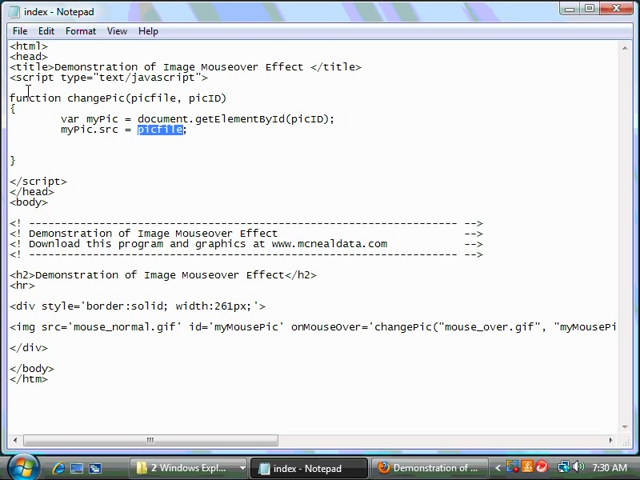 index - Notepad
File Edit Format View Help
<html>
<head>
<title>Demonstration of Image Mouseover Effect </title>
<script type="text/javascript">
function changePic(picfile, picID)
{
var myPic = document.getElementById(picID);
myPic.src = picfile;
}
</script>
</head>
<body>
<! ------------------------------------------------------------------ -->
<! Demonstration of Image Mouseover Effect -->
<! Download this program and graphics at www.mcnealdata.com -->
<! ------------------------------------------------------------------ -->
<h2>Demonstration of Image Mouseover Effect</h2>
<hr>
<div style='border:solid; width:261px;'>
<img src='mouse_normal.gif' id='myMousePic' onMouseOver='changePic("mouse_over.gif", "myMousePi
</div>
</body>
</htm>
2 Windows Expl... index - Notepad Demonstration of ... 7:30 AM